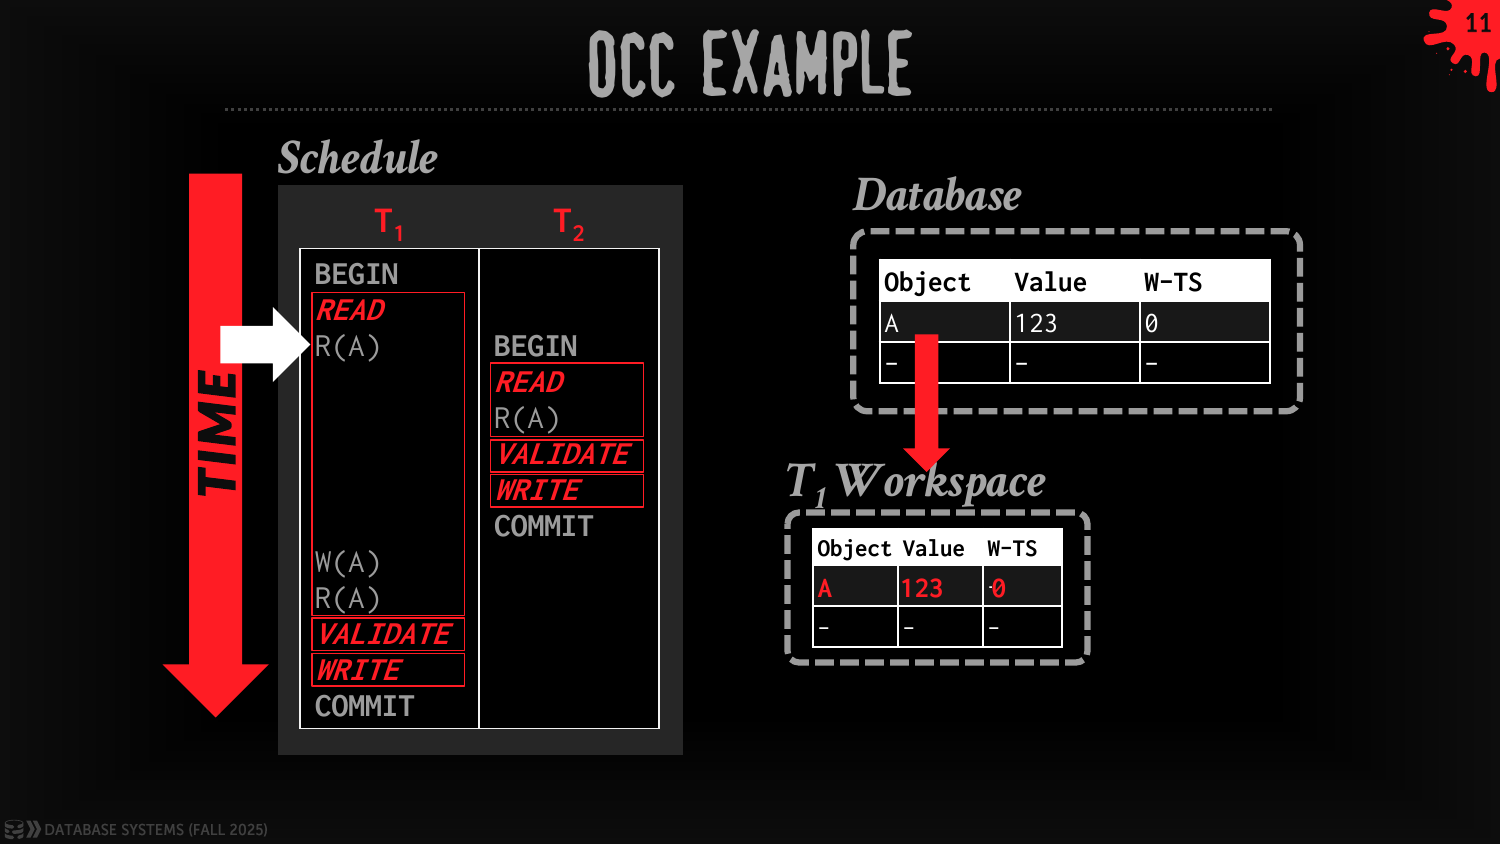 11
OCC EXAMPLE
Schedule
T1 T2
BEGIN
READ
R(A) BEGIN
READ
R(A)
VALIDATE
WRITE
COMMIT
W(A)
R(A)
VALIDATE
WRITE
COMMIT
TIME
Database
Object Value W-TS
A 123 0
- - -
T1 Workspace
Object Value W-TS
A 123 0
- - -
DATABASE SYSTEMS (FALL 2025)